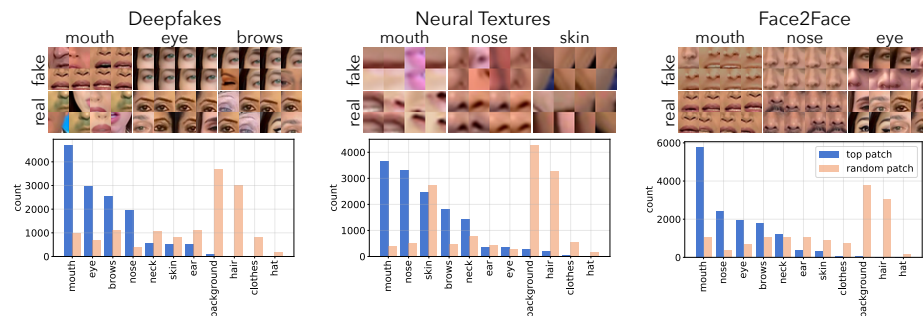 Deepfakes
mouth eye brows
fake
real
count
4000
3000
2000
1000
0
mouth
eye
brows
nose
neck
skin
ear
background
hair
clothes
hat
Neural Textures
mouth nose skin
fake
real
count
4000
3000
2000
1000
0
mouth
nose
skin
brows
neck
ear
eye
background
hair
clothes
hat
Face2Face
mouth nose eye
fake
real
count
6000
4000
2000
0
top patch
random patch
mouth
nose
eye
brows
neck
ear
skin
clothes
background
hair
hat